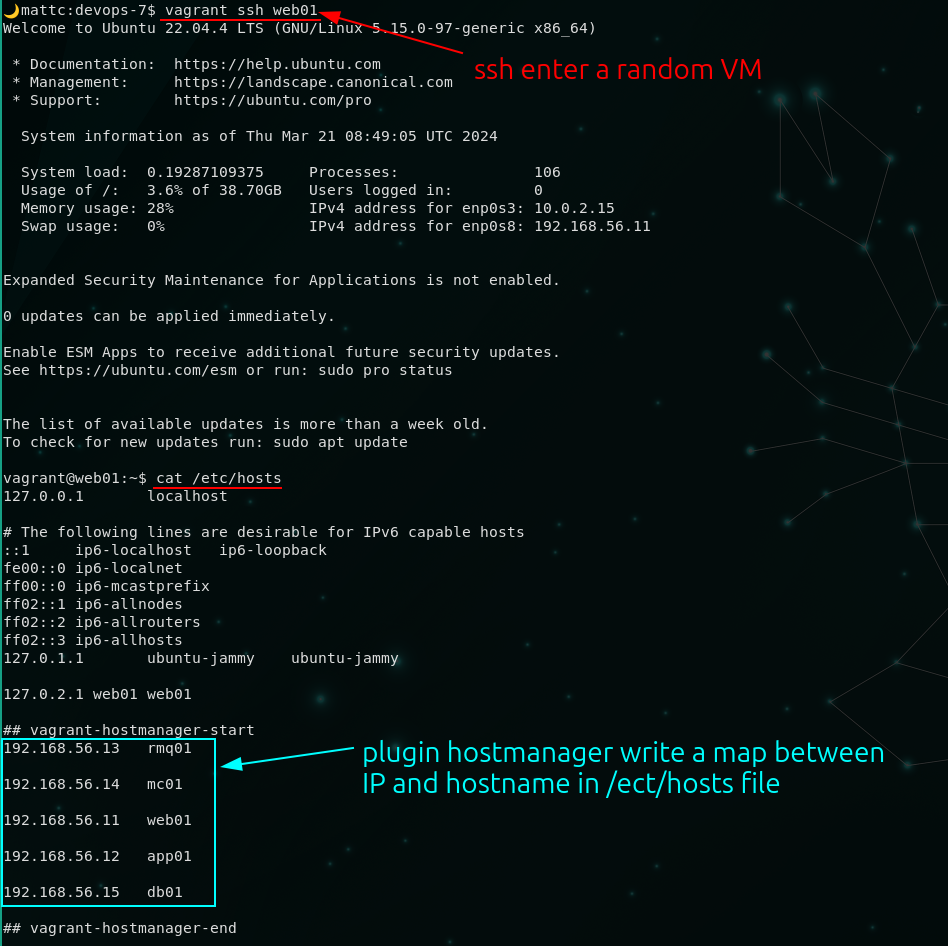 🌙mattc:devops-7$ vagrant ssh web01
Welcome to Ubuntu 22.04.4 LTS (GNU/Linux 5.15.0-97-generic x86_64)
ssh enter a random VM
* Documentation:  https://help.ubuntu.com
* Management:     https://landscape.canonical.com
* Support:        https://ubuntu.com/pro
System information as of Thu Mar 21 08:49:05 UTC 2024
System load:  0.19287109375     Processes:               106
Usage of /:   3.6% of 38.70GB   Users logged in:         0
Memory usage: 28%               IPv4 address for enp0s3: 10.0.2.15
Swap usage:   0%                IPv4 address for enp0s8: 192.168.56.11
Expanded Security Maintenance for Applications is not enabled.
0 updates can be applied immediately.
Enable ESM Apps to receive additional future security updates.
See https://ubuntu.com/esm or run: sudo pro status
The list of available updates is more than a week old.
To check for new updates run: sudo apt update
vagrant@web01:~$ cat /etc/hosts
127.0.0.1       localhost
# The following lines are desirable for IPv6 capable hosts
::1     ip6-localhost   ip6-loopback
fe00::0 ip6-localnet
ff00::0 ip6-mcastprefix
ff02::1 ip6-allnodes
ff02::2 ip6-allrouters
ff02::3 ip6-allhosts
127.0.1.1       ubuntu-jammy    ubuntu-jammy
127.0.2.1 web01 web01
## vagrant-hostmanager-start
192.168.56.13   rmq01
plugin hostmanager write a map between
IP and hostname in /ect/hosts file
192.168.56.14   mc01
192.168.56.11   web01
192.168.56.12   app01
192.168.56.15   db01
## vagrant-hostmanager-end